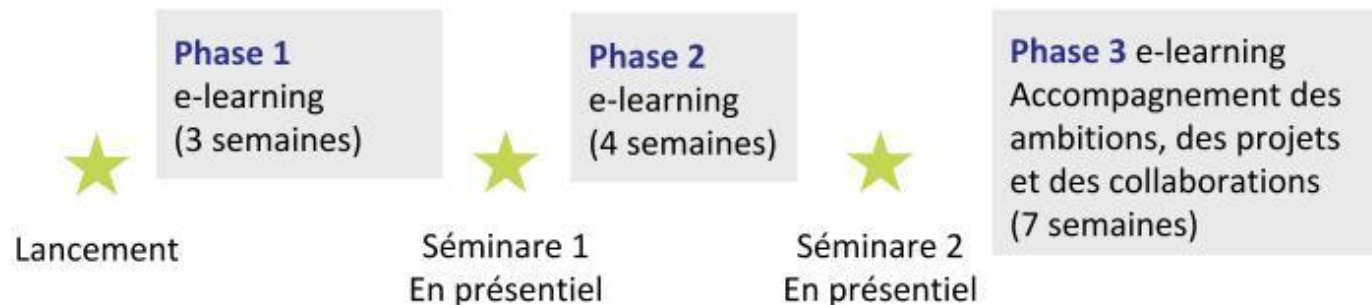 Phase 1
e-learning
(3 semaines)
Lancement
Séminare 1
En présentiel
Phase 2
e-learning
(4 semaines)
Séminare 2
En présentiel
Phase 3 e-learning
Accompagnement des
ambitions, des projets
et des collaborations
(7 semaines)